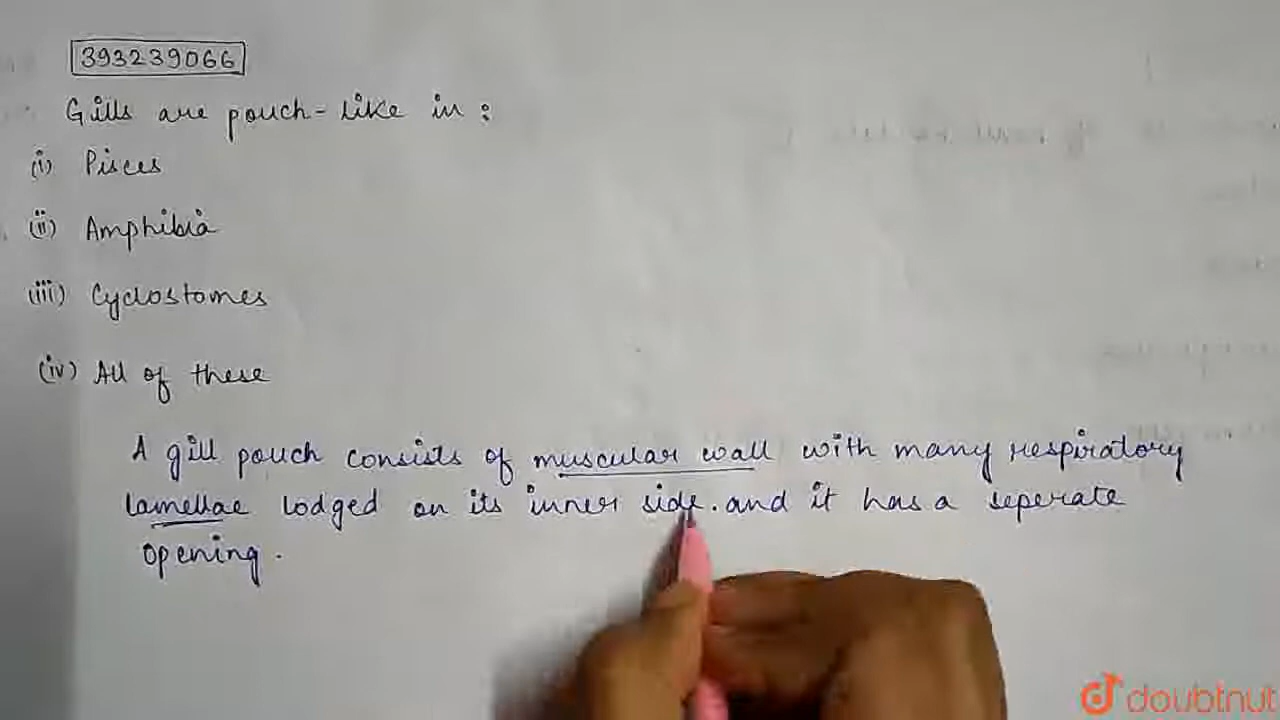 393239066
Gills are pouch-like in :
(i) Pisces
(ii) Amphibia
(iii) Cyclostomes
(iv) All of these
A gill pouch consists of muscular wall with many respiratory
lamellae lodged on its inner side. and it has a seperate
opening.
doubtnut